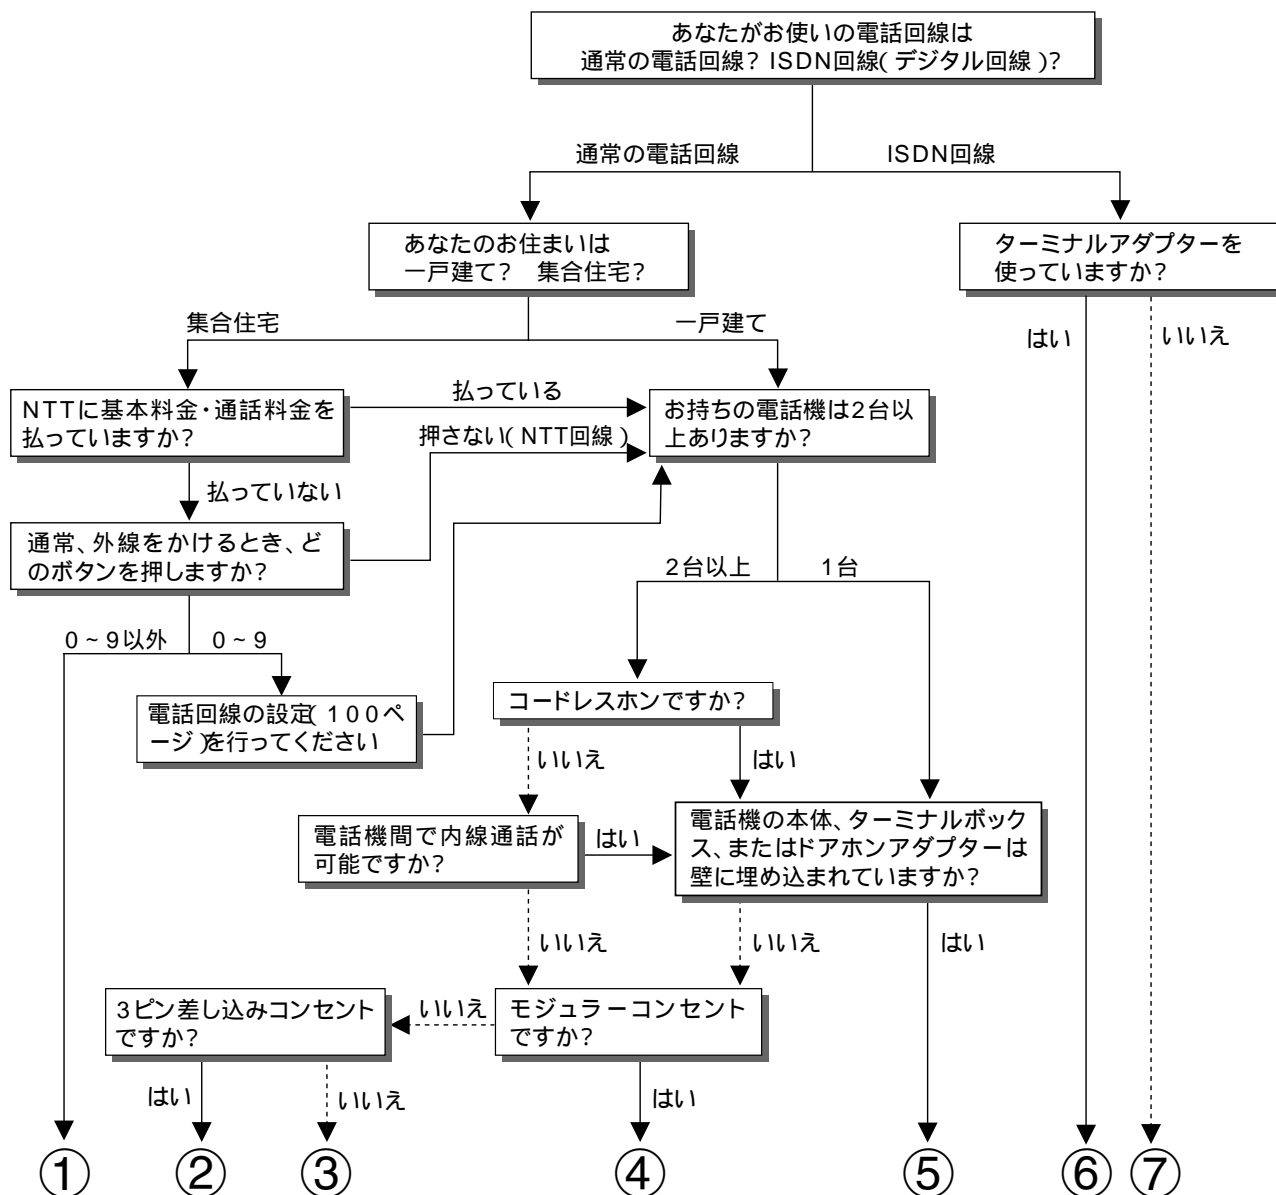 あなたがお使いの電話回線は
通常の電話回線? ISDN回線(デジタル回線)?
通常の電話回線
ISDN回線
あなたのお住まいは
一戸建て? 集合住宅?
ターミナルアダプターを
使っていますか?
集合住宅
一戸建て
はい
いいえ
NTTに基本料金・通話料金を
払っていますか?
払っている
お持ちの電話機は2台以
上ありますか?
押さない(NTT回線)
払っていない
通常、外線をかけるとき、ど
のボタンを押しますか?
2台以上
1台
0~9以外
0~9
電話回線の設定(100ペ
ージ)を行ってください
コードレスホンですか?
いいえ
はい
電話機間で内線通話が
可能ですか?
はい
電話機の本体、ターミナルボック
ス、またはドアホンアダプターは
壁に埋め込まれていますか?
いいえ
いいえ
はい
3ピン差し込みコンセント
ですか?
いいえ
モジュラーコンセント
ですか?
はい
いいえ
はい
①
②
③
④
⑤
⑥
⑦